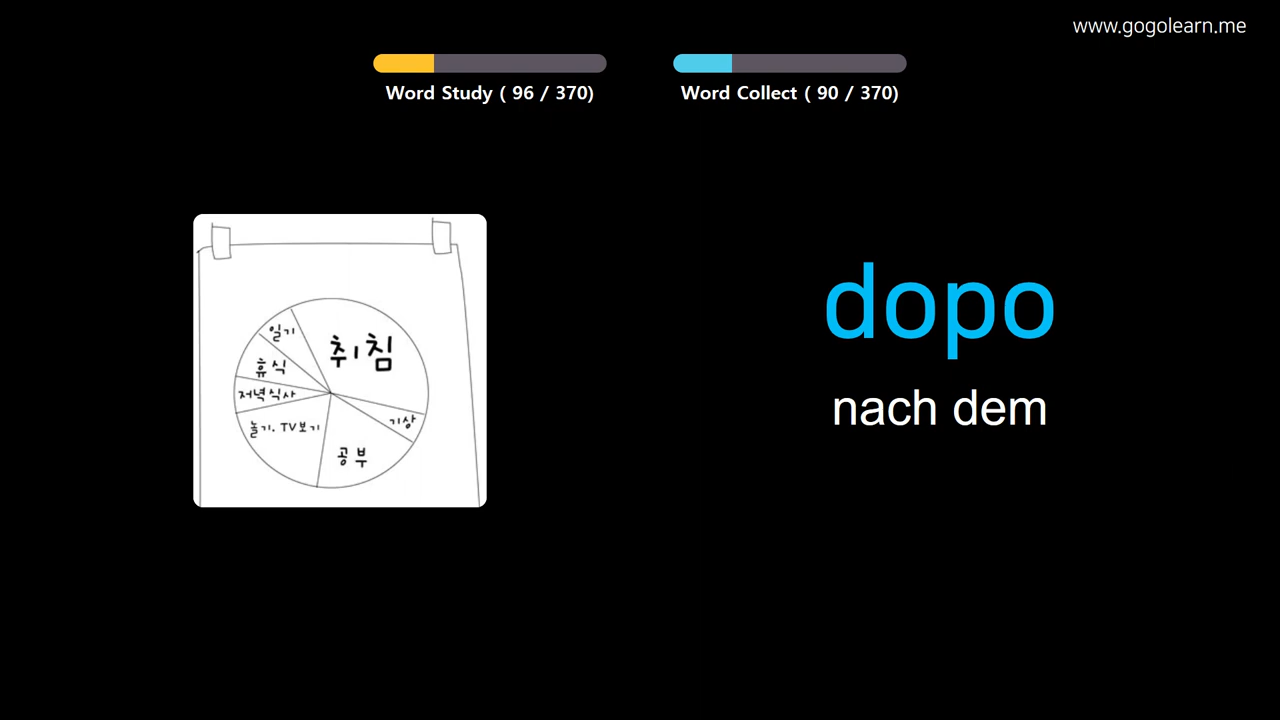 www.gogolearn.me
Word Study ( 96 / 370)
Word Collect ( 90 / 370)
일기
취침
휴식
저녁식사
기상
놀기. TV보기
공부
dopo
nach dem